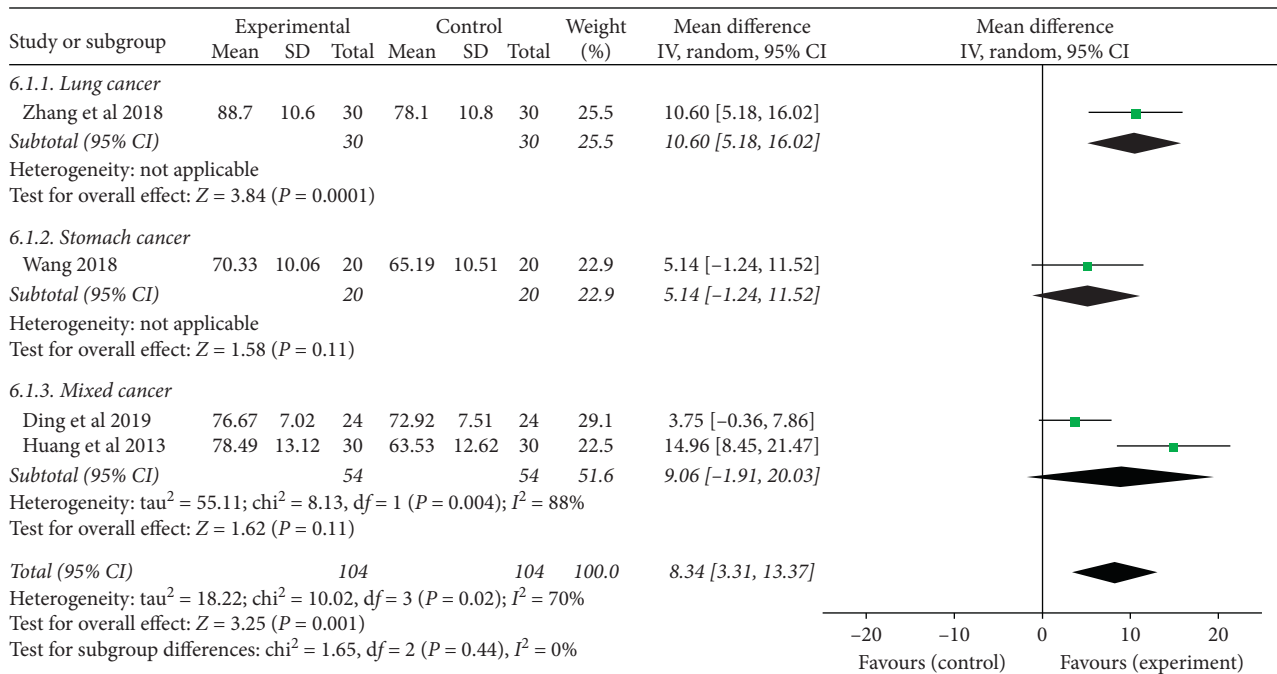 Study or subgroup Experimental Control Weight (%) Mean difference IV, random, 95% CI Mean difference IV, random, 95% CI
Mean SD Total Mean SD Total
6.1.1. Lung cancer
Zhang et al 2018 88.7 10.6 30 78.1 10.8 30 25.5 10.60 [5.18, 16.02]
Subtotal (95% CI) 30 30 25.5 10.60 [5.18, 16.02]
Heterogeneity: not applicable
Test for overall effect: Z = 3.84 (P = 0.0001)
6.1.2. Stomach cancer
Wang 2018 70.33 10.06 20 65.19 10.51 20 22.9 5.14 [–1.24, 11.52]
Subtotal (95% CI) 20 20 22.9 5.14 [–1.24, 11.52]
Heterogeneity: not applicable
Test for overall effect: Z = 1.58 (P = 0.11)
6.1.3. Mixed cancer
Ding et al 2019 76.67 7.02 24 72.92 7.51 24 29.1 3.75 [–0.36, 7.86]
Huang et al 2013 78.49 13.12 30 63.53 12.62 30 22.5 14.96 [8.45, 21.47]
Subtotal (95% CI) 54 54 51.6 9.06 [–1.91, 20.03]
Heterogeneity: tau² = 55.11; chi² = 8.13, df = 1 (P = 0.004); I² = 88%
Test for overall effect: Z = 1.62 (P = 0.11)
Total (95% CI) 104 104 100.0 8.34 [3.31, 13.37]
Heterogeneity: tau² = 18.22; chi² = 10.02, df = 3 (P = 0.02); I² = 70%
Test for overall effect: Z = 3.25 (P = 0.001)
Test for subgroup differences: chi² = 1.65, df = 2 (P = 0.44), I² = 0%
–20 –10 0 10 20
Favours (control) Favours (experiment)